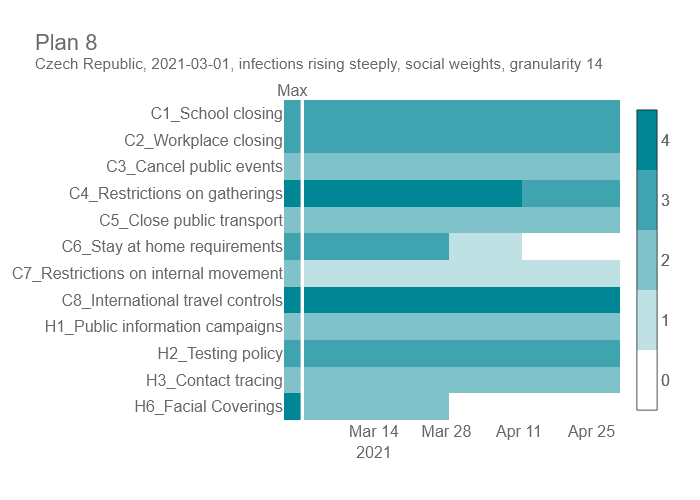 Plan 8
Czech Republic, 2021-03-01, infections rising steeply, social weights, granularity 14
Max
C1_School closing
C2_Workplace closing
C3_Cancel public events
C4_Restrictions on gatherings
C5_Close public transport
C6_Stay at home requirements
C7_Restrictions on internal movement
C8_International travel controls
H1_Public information campaigns
H2_Testing policy
H3_Contact tracing
H6_Facial Coverings
Mar 14 Mar 28 Apr 11 Apr 25
2021
4
3
2
1
0